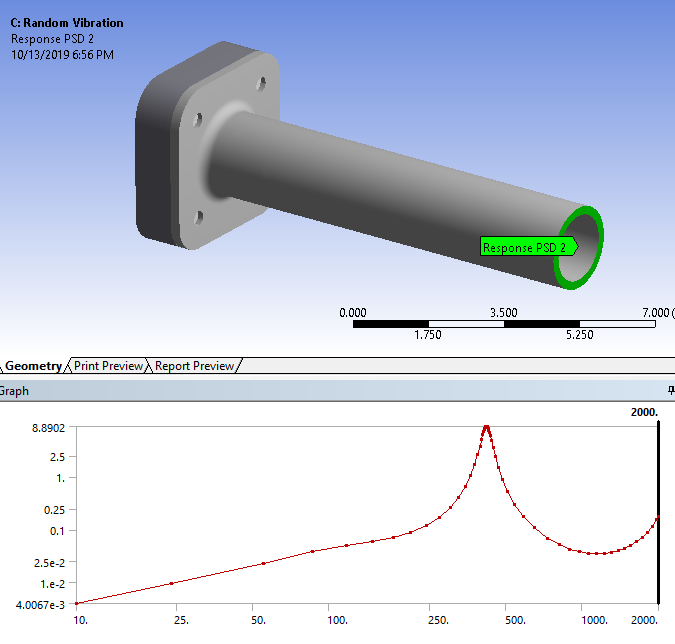 C: Random Vibration
Response PSD 2
10/13/2019 6:56 PM
Response PSD 2
0.000 3.500 7.000 (
1.750 5.250
Geometry Print Preview Report Preview
Graph
2000.
8.8902
2.5
1.
0.25
0.1
2.5e-2
1.e-2
4.0067e-3
10. 25. 50. 100. 250. 500. 1000. 2000.